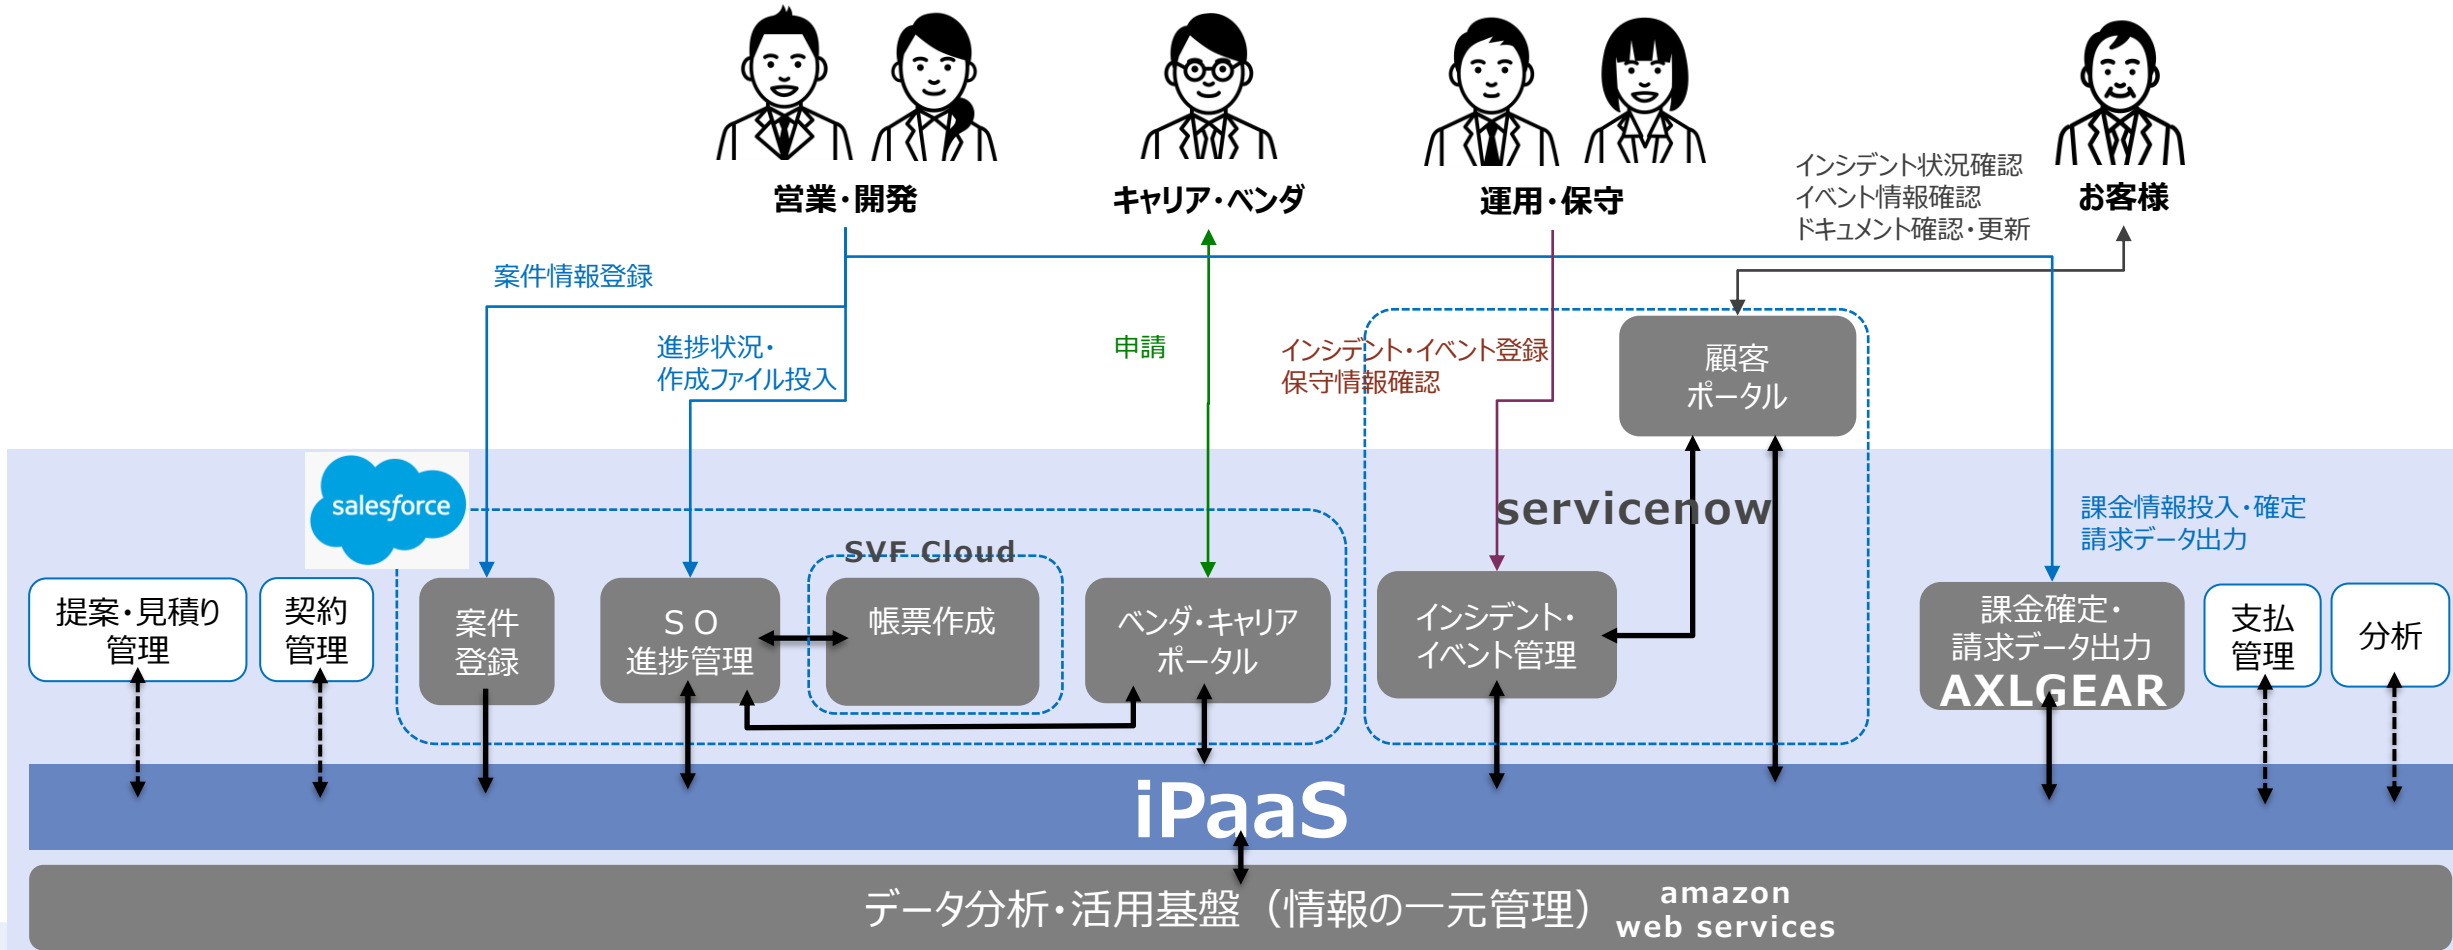 営業・開発
キャリア・ベンダ
運用・保守
お客様
インシデント状況確認
イベント情報確認
ドキュメント確認・更新
案件情報登録
進捗状況・
作成ファイル投入
申請
インシデント・イベント登録
保守情報確認
顧客
ポータル
salesforce
servicenow
課金情報投入・確定
請求データ出力
SVF Cloud
提案・見積り
管理
契約
管理
案件
登録
ＳＯ
進捗管理
帳票作成
ベンダ・キャリア
ポータル
インシデント・
イベント管理
課金確定・
請求データ出力
AXLGEAR
支払
管理
分析
iPaaS
データ分析・活用基盤（情報の一元管理）
amazon
web services